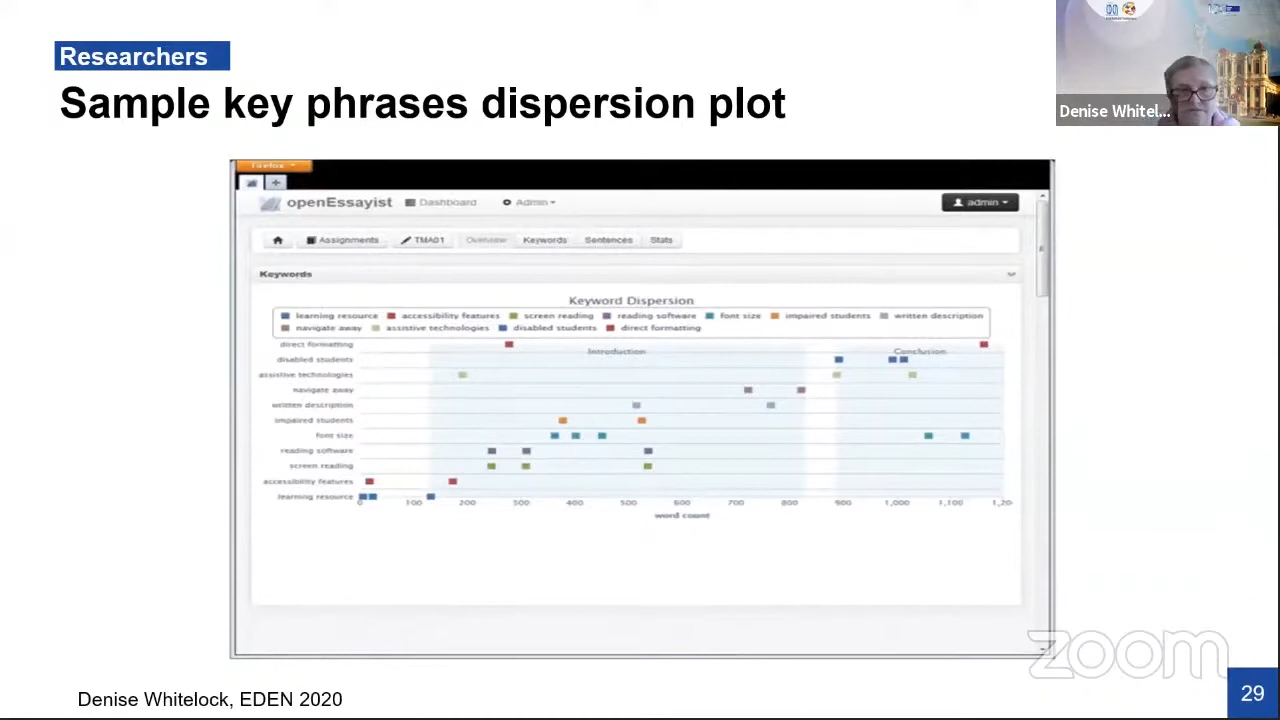 Researchers
Sample key phrases dispersion plot
Denise Whitel...
Firefox
openEssayist Dashboard Admin admin
Assignments TMA01 Overview Keywords Sentences Stats
Keywords
Keyword Dispersion
learning resource accessibility features screen reading reading software font size impaired students written description
navigate away assistive technologies disabled students direct formatting
Introduction Conclusion
direct formatting
disabled students
assistive technologies
navigate away
written description
impaired students
font size
reading software
screen reading
accessibility features
learning resource
0 100 200 300 400 500 600 700 800 900 1,000 1,100 1,20
word count
zoom
Denise Whitelock, EDEN 2020
29